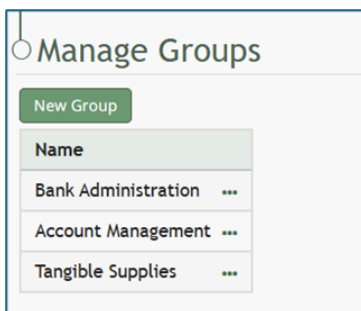 Manage Groups
New Group
Name
Bank Administration ...
Account Management ...
Tangible Supplies ...